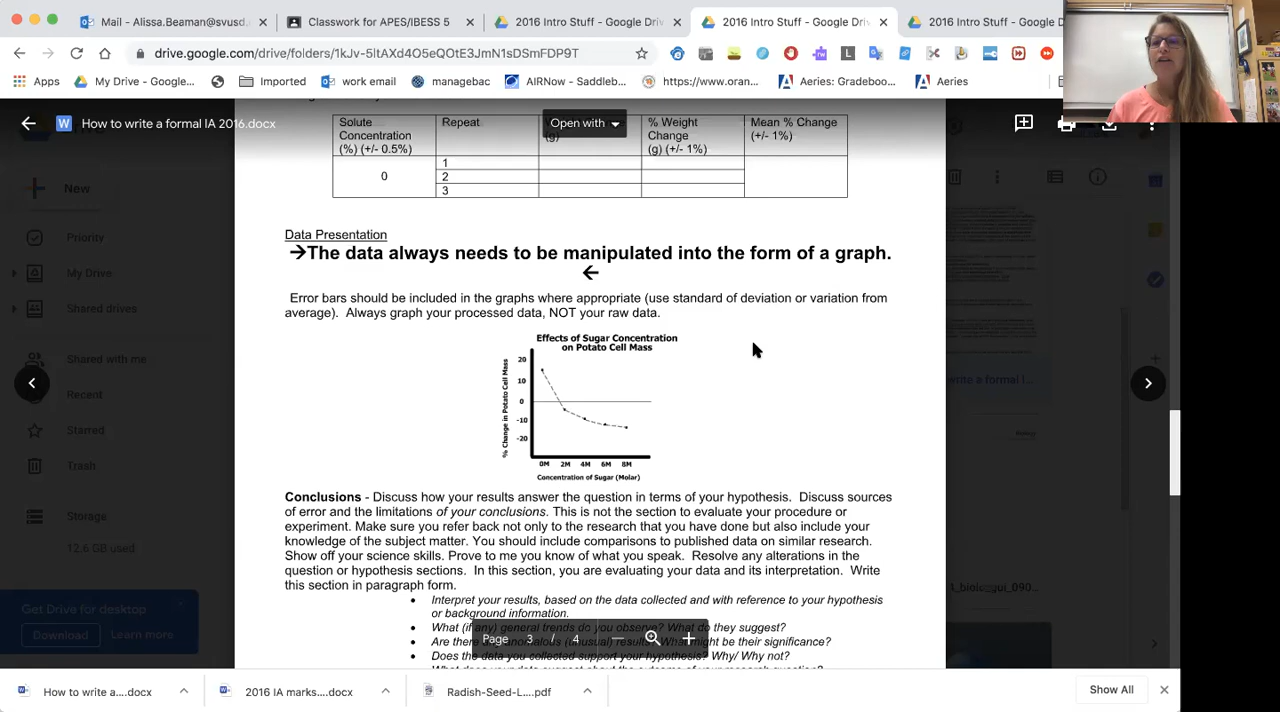 Mail - Alissa.Beaman@svusd.
Classwork for APES/IBESS 5
2016 Intro Stuff - Google Drive
2016 Intro Stuff - Google Dri
2016 Intro Stuff - Google D
drive.google.com/drive/folders/
Apps
My Drive - Google...
Imported
work email
managebac
AIRNow - Saddleb...
https://www.oran...
Aeries: Gradeboo...
Aeries
How to write a formal IA 2016.docx
Open with
New
Priority
My Drive
Shared drives
Shared with me
Recent
Starred
Trash
Storage
12.6 GB used
Get Drive for desktop
Download
Learn more
Solute
Concentration
(%) (+/- 0.5%)
Repeat
(g)
% Weight
Change
(g) (+/- 1%)
Mean % Change
(+/- 1%)
0
1
2
3
Data Presentation
→The data always needs to be manipulated into the form of a graph.
←
Error bars should be included in the graphs where appropriate (use standard of deviation or variation from
average). Always graph your processed data, NOT your raw data.
Effects of Sugar Concentration
on Potato Cell Mass
% Change in Potato Cell Mass
20
10
0
-10
-20
0M 2M 4M 6M 8M
Concentration of Sugar (Molar)
Conclusions - Discuss how your results answer the question in terms of your hypothesis. Discuss sources
of error and the limitations of your conclusions. This is not the section to evaluate your procedure or
experiment. Make sure you refer back not only to the research that you have done but also include your
knowledge of the subject matter. You should include comparisons to published data on similar research.
Show off your science skills. Prove to me you know of what you speak. Resolve any alterations in the
question or hypothesis sections. In this section, you are evaluating your data and its interpretation. Write
this section in paragraph form.
• Interpret your results, based on the data collected and with reference to your hypothesis
or background information.
• What (if any) general trends do you observe? What do they suggest?
• Are there anomalous (unusual) results? What might be their significance?
• Does the data you collected support your hypothesis? Why/ Why not?
Page 3 / 4
How to write a....docx
2016 IA marks....docx
Radish-Seed-L....pdf
Show All